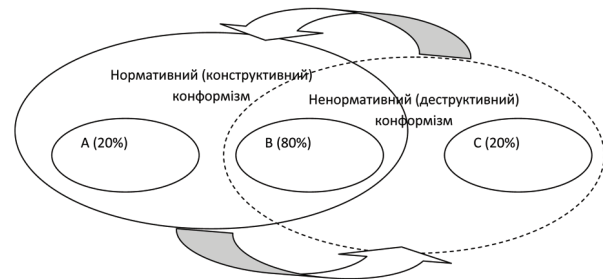 Нормативний (конструктивний)
конформізм
Ненормативний (деструктивний)
конформізм
А (20%)
В (80%)
С (20%)